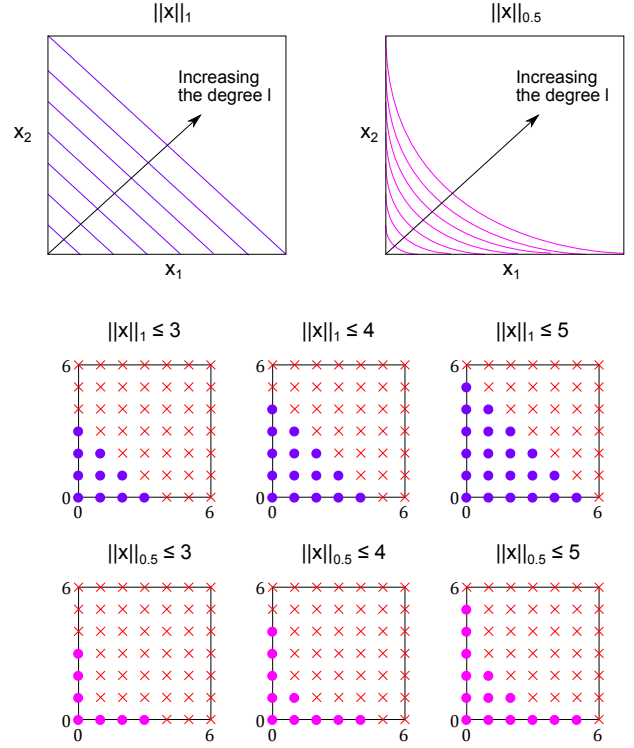 ||x||₁
||x||₀.₅
Increasing
the degree l
x₂
x₁
Increasing
the degree l
x₂
x₁
||x||₁ ≤ 3
||x||₁ ≤ 4
||x||₁ ≤ 5
6
0
0
6
6
0
0
6
6
0
0
6
||x||₀.₅ ≤ 3
||x||₀.₅ ≤ 4
||x||₀.₅ ≤ 5
6
0
0
6
6
0
0
6
6
0
0
6